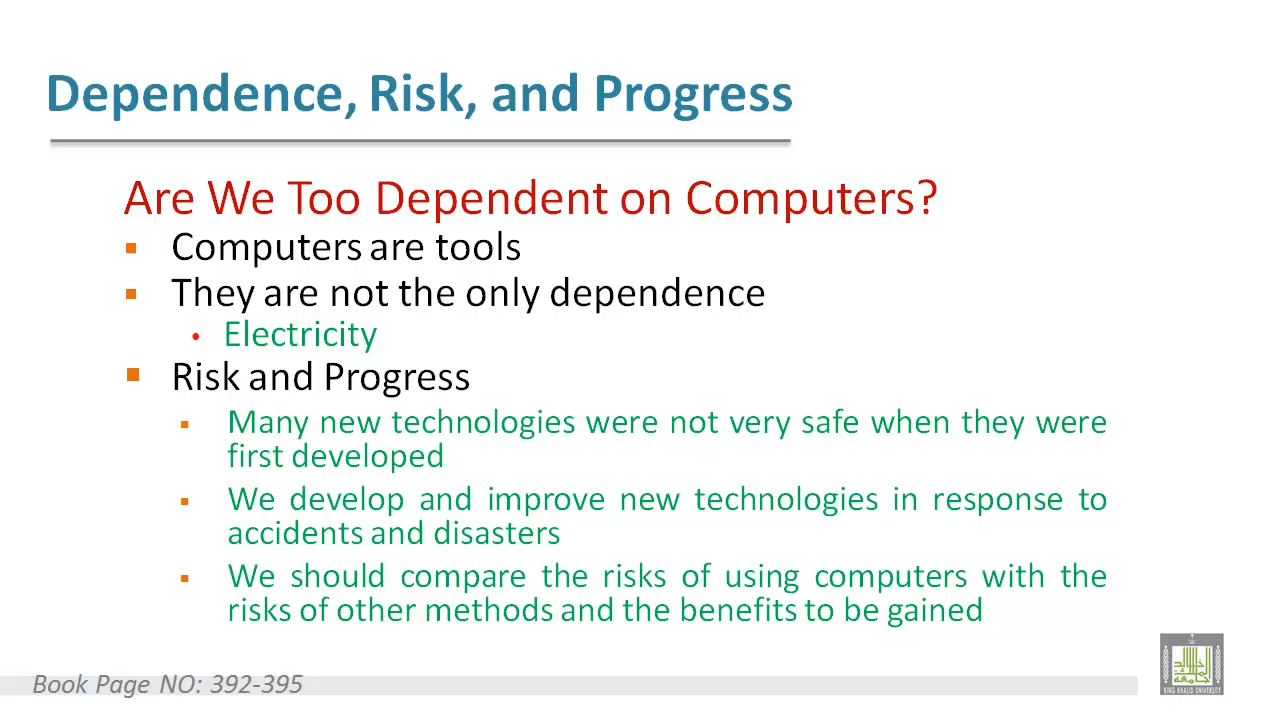 Dependence, Risk, and Progress
Are We Too Dependent on Computers?
▪ Computers are tools
▪ They are not the only dependence
• Electricity
▪ Risk and Progress
▪ Many new technologies were not very safe when they were
first developed
▪ We develop and improve new technologies in response to
accidents and disasters
▪ We should compare the risks of using computers with the
risks of other methods and the benefits to be gained
Book Page NO: 392-395
KING KHALID UNIVERSITY